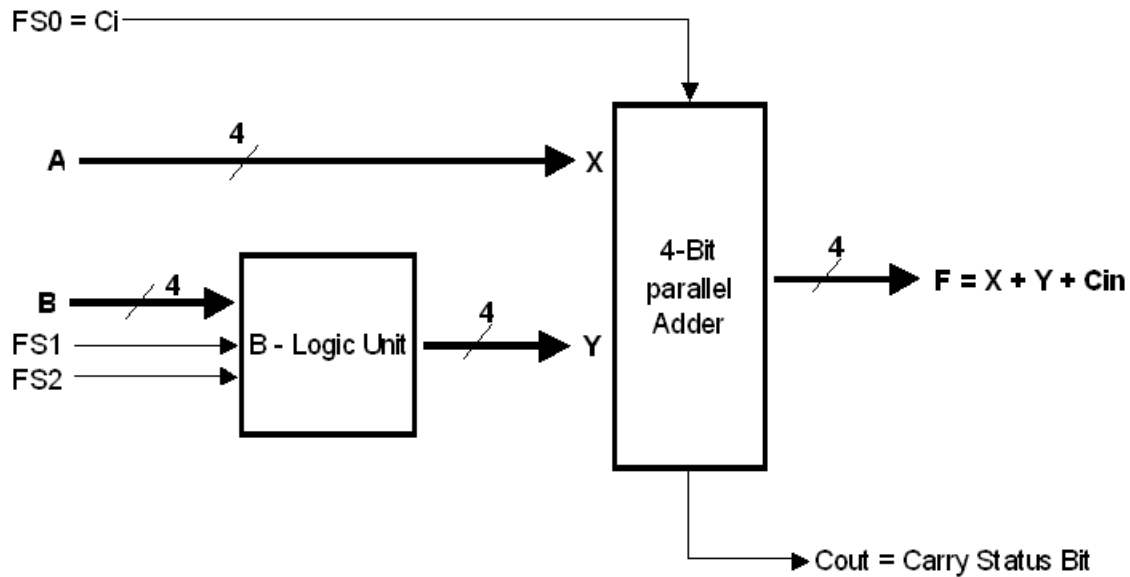 FS0 = Ci
4
A
X
4-Bit
parallel
Adder
4
F = X + Y + Cin
B
4
FS1
FS2
B - Logic Unit
4
Y
Cout = Carry Status Bit